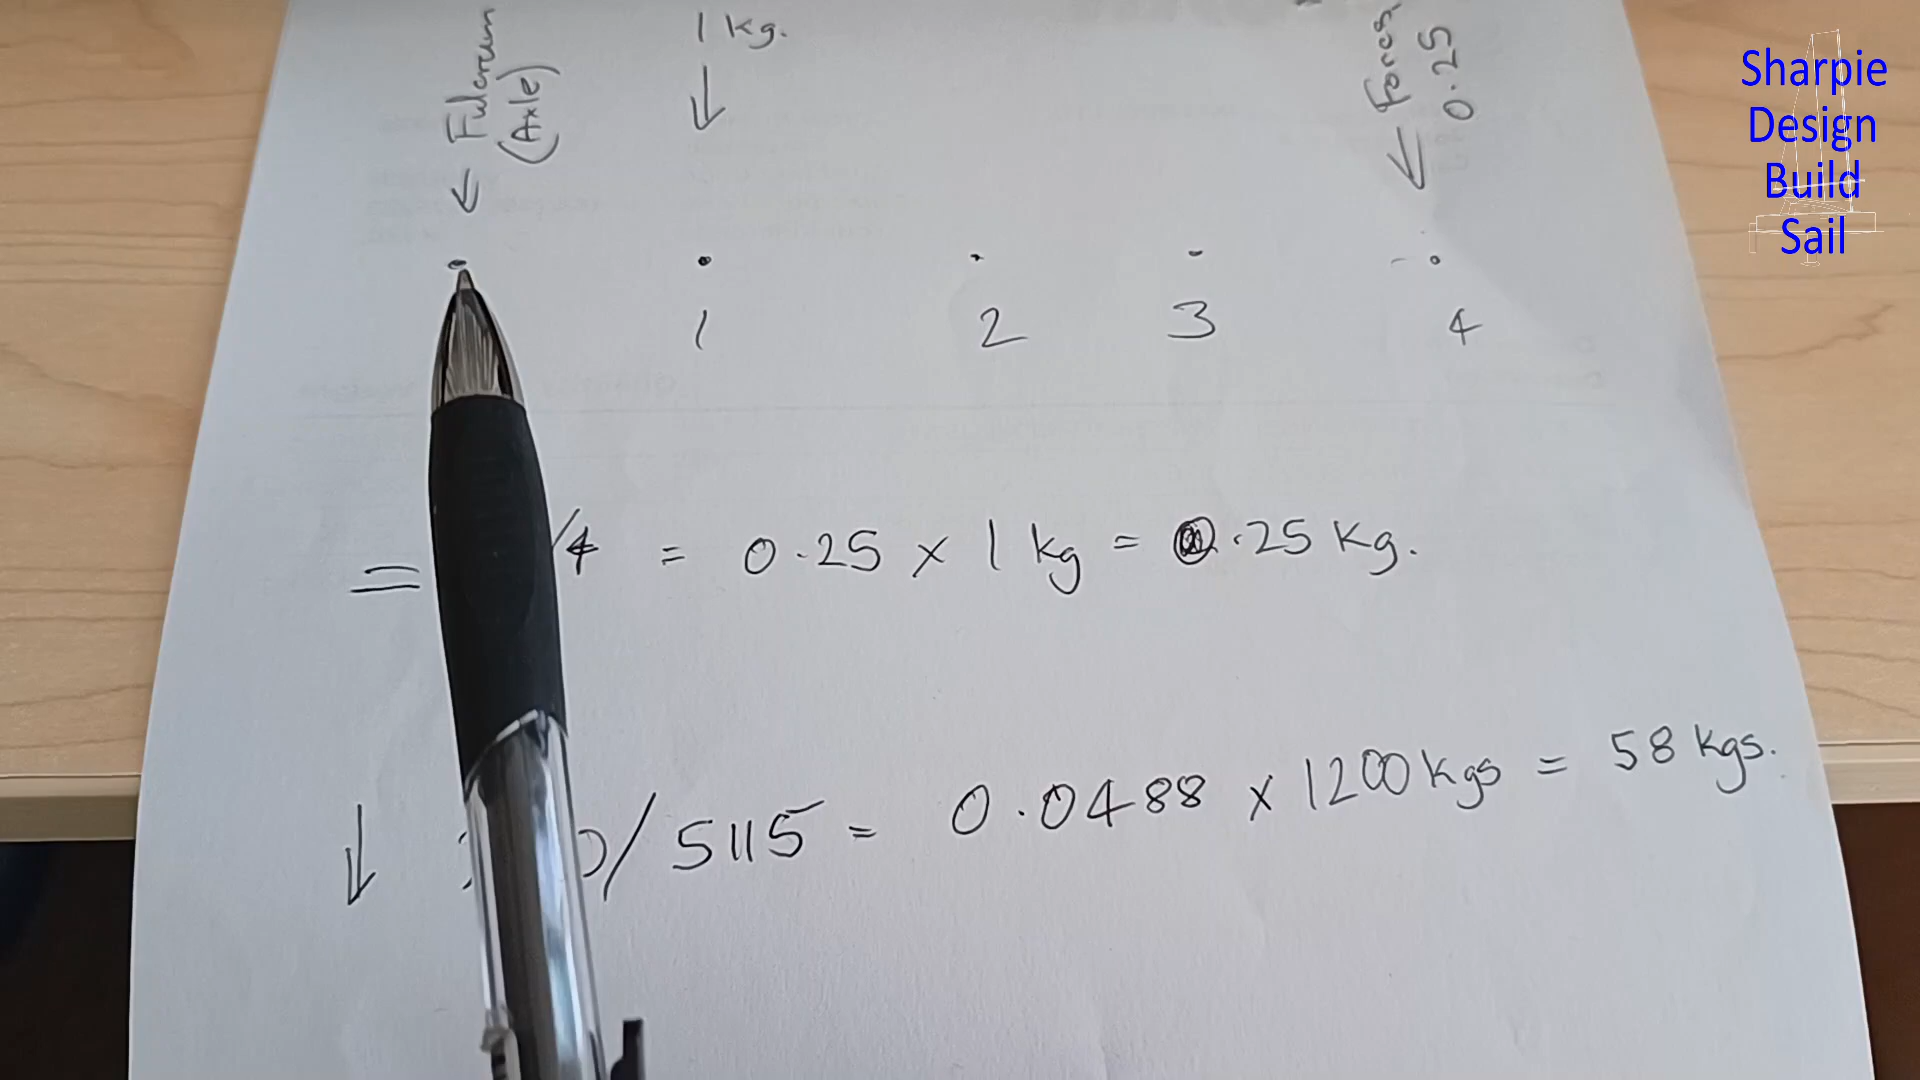 Fulcrum
(Axle)
1 kg.
Force
0.25
1 2 3 4
= /4 = 0.25 x 1 kg = 0.25 Kg.
0/5115 = 0.0488 x 1200 kgs = 58 kgs.
Sharpie
Design
Build
Sail